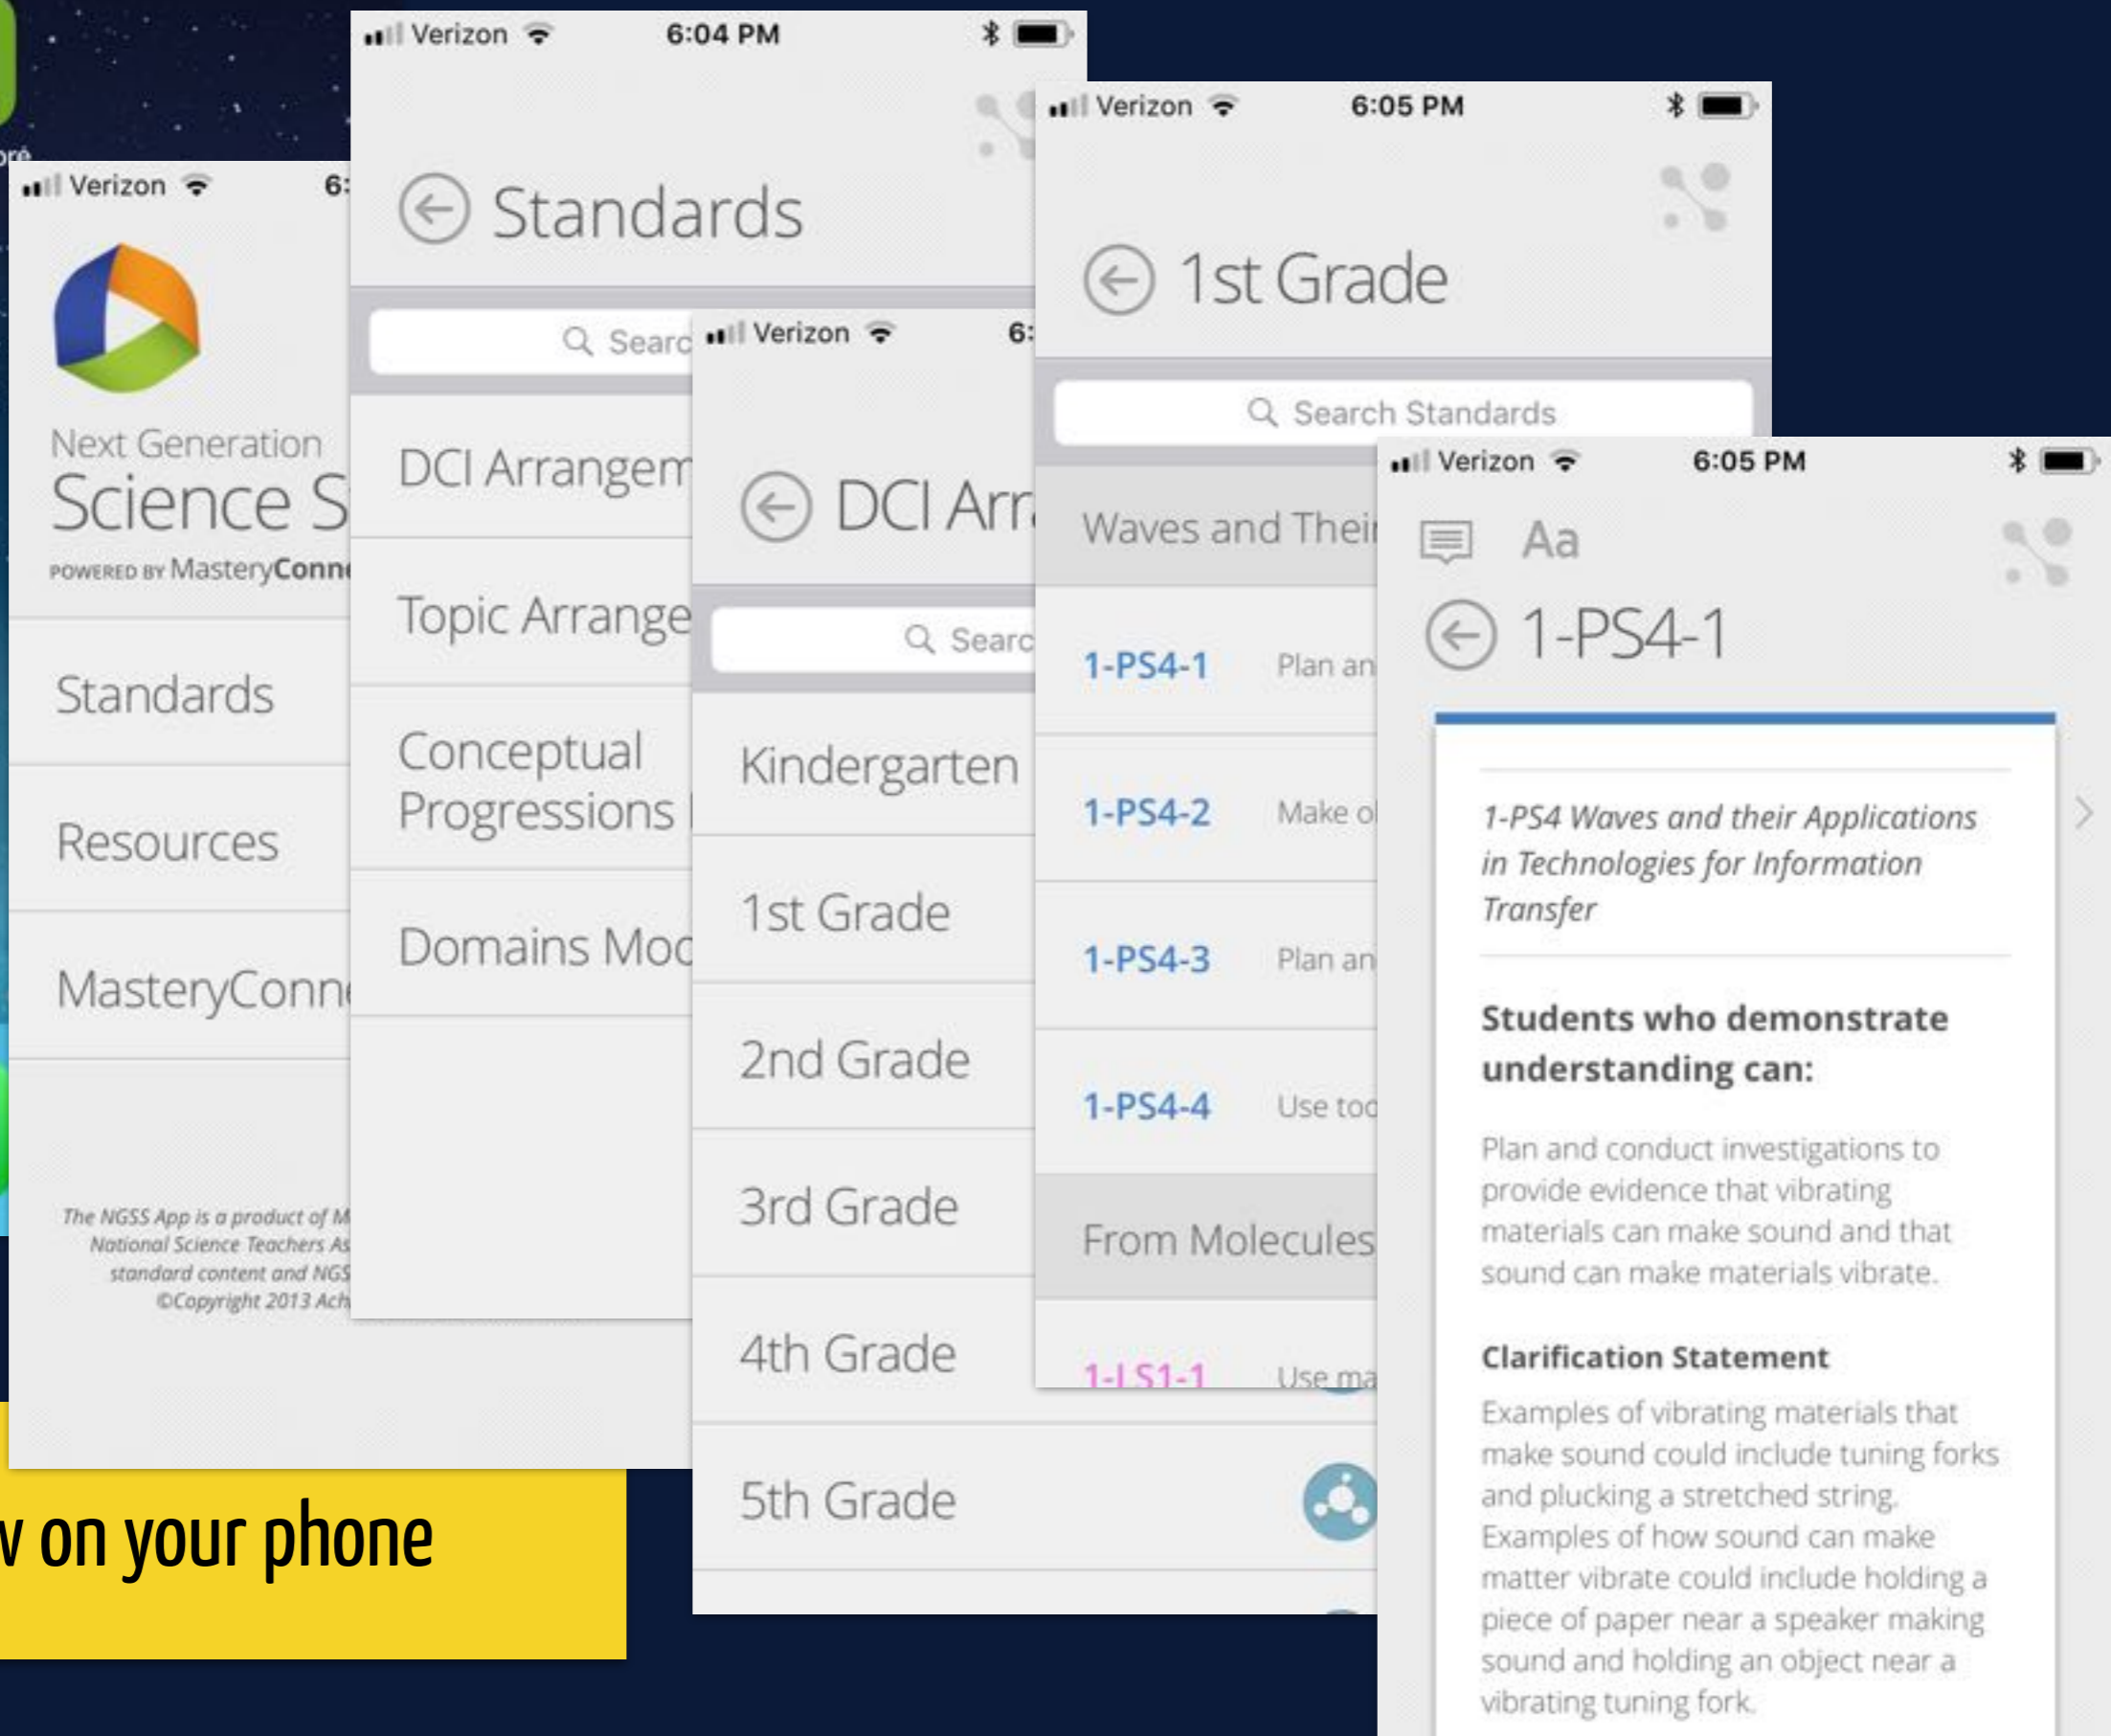 Verizon
Next Generation
Science
POWERED BY MasteryConne
Standards
Resources
MasteryConne
The NGSS App is a product of
National Science Teachers
standard content and
©Copyright 2013
on your phone
Verizon 6:04 PM
Standards
Searc
DCI Arrangem
Topic Arrange
Conceptual
Progressions
Domains
Verizon
DCI Arr
Searc
Kindergarten
1st Grade
2nd Grade
3rd Grade
4th Grade
5th Grade
Verizon 6:05 PM
1st Grade
Search Standards
Waves and Their
1-PS4-1 Plan an
1-PS4-2 Make
1-PS4-3 Plan an
1-PS4-4 Use
From Molecules
1-LS1-1 Use ma
Verizon 6:05 PM
Aa
1-PS4-1
1-PS4 Waves and their Applications
in Technologies for Information
Transfer
Students who demonstrate
understanding can:
Plan and conduct investigations to
provide evidence that vibrating
materials can make sound and that
sound can make materials vibrate.
Clarification Statement
Examples of vibrating materials that
make sound could include tuning forks
and plucking a stretched string.
Examples of how sound can make
matter vibrate could include holding a
piece of paper near a speaker making
sound and holding an object near a
vibrating tuning fork.